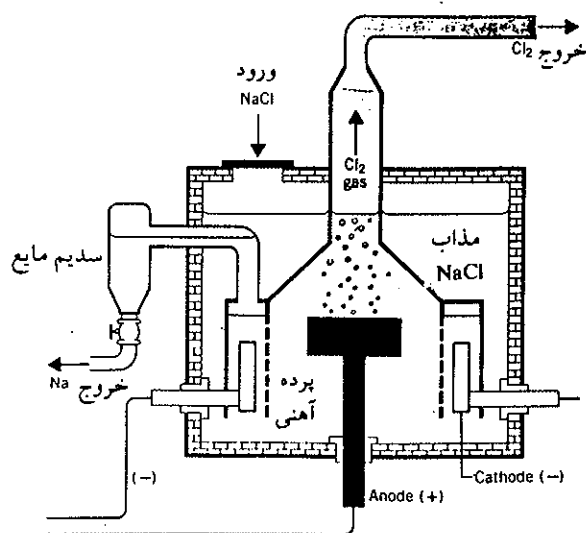 خروج Cl₂
ورود
NaCl
Cl₂
gas
مذاب
NaCl
سدیم مایع
خروج Na
پرده
آهنی
(−)
Anode (+)
Cathode (−)